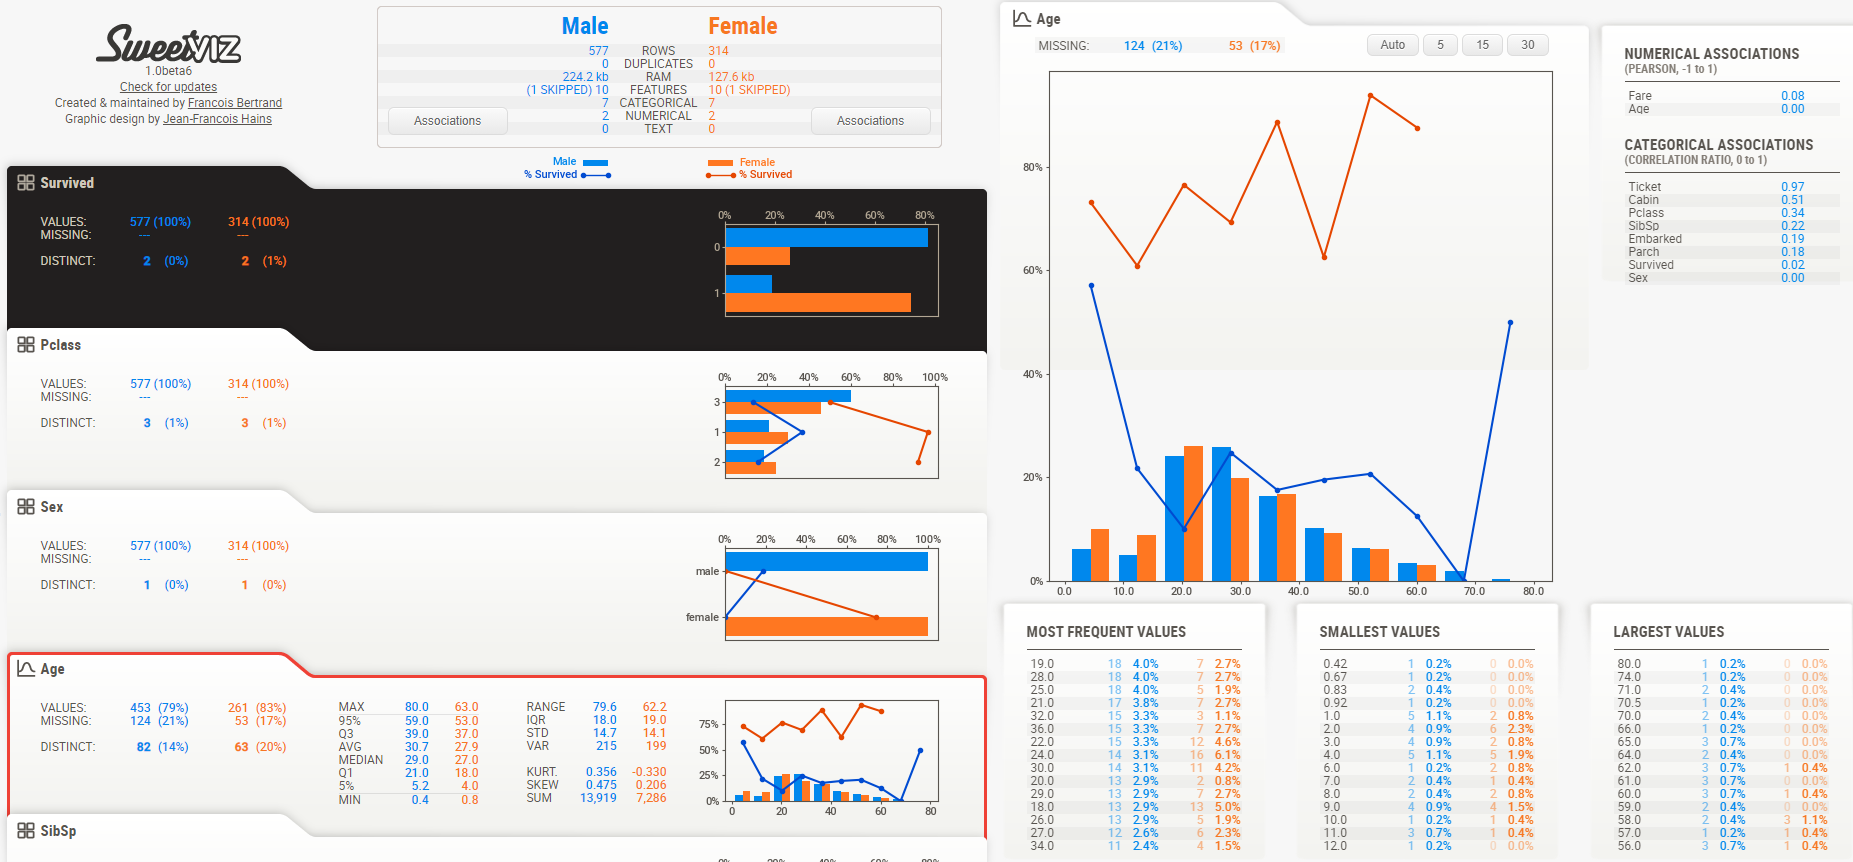 SweetVIZ
1.0beta6
Check for updates
Created & maintained by Francois Bertrand
Graphic design by Jean-Francois Hains
Male Female
577 ROWS 314
0 DUPLICATES 0
224.2 kb RAM 127.6 kb
(1 SKIPPED) 10 FEATURES 10 (1 SKIPPED)
7 CATEGORICAL 7
2 NUMERICAL 2
0 TEXT 0
Associations Associations
Male Female
% Survived % Survived
Survived
VALUES: 577 (100%) 314 (100%)
MISSING: --- ---
DISTINCT: 2 (0%) 2 (1%)
0% 20% 40% 60% 80%
0
1
Pclass
VALUES: 577 (100%) 314 (100%)
MISSING: --- ---
DISTINCT: 3 (1%) 3 (1%)
0% 20% 40% 60% 80% 100%
3
1
2
Sex
VALUES: 577 (100%) 314 (100%)
MISSING: --- ---
DISTINCT: 1 (0%) 1 (0%)
0% 20% 40% 60% 80% 100%
male
female
Age
VALUES: 453 (79%) 261 (83%)
MISSING: 124 (21%) 53 (17%)
DISTINCT: 82 (14%) 63 (20%)
MAX 80.0 63.0
95% 59.0 53.0
Q3 39.0 37.0
AVG 30.7 27.9
MEDIAN 29.0 27.0
Q1 21.0 18.0
5% 5.2 4.0
MIN 0.4 0.8
RANGE 79.6 62.2
IQR 18.0 19.0
STD 14.7 14.1
VAR 215 199
KURT. 0.356 -0.330
SKEW 0.475 0.206
SUM 13,919 7,286
75%
50%
25%
0%
0 20 40 60 80
SibSp
0% 20% 40% 60% 80%
Age
MISSING: 124 (21%) 53 (17%)
Auto 5 15 30
80%
60%
40%
20%
0%
0.0 10.0 20.0 30.0 40.0 50.0 60.0 70.0 80.0
NUMERICAL ASSOCIATIONS
(PEARSON, -1 to 1)
Fare 0.08
Age 0.00
CATEGORICAL ASSOCIATIONS
(CORRELATION RATIO, 0 to 1)
Ticket 0.97
Cabin 0.51
Pclass 0.34
SibSp 0.22
Embarked 0.19
Parch 0.18
Survived 0.02
Sex 0.00
MOST FREQUENT VALUES
19.0 18 4.0% 7 2.7%
28.0 18 4.0% 7 2.7%
25.0 18 4.0% 5 1.9%
21.0 17 3.8% 7 2.7%
32.0 15 3.3% 3 1.1%
36.0 15 3.3% 7 2.7%
22.0 15 3.3% 12 4.6%
24.0 14 3.1% 16 6.1%
30.0 14 3.1% 11 4.2%
20.0 13 2.9% 2 0.8%
29.0 13 2.9% 7 2.7%
18.0 13 2.9% 13 5.0%
26.0 13 2.9% 5 1.9%
27.0 12 2.6% 6 2.3%
34.0 11 2.4% 4 1.5%
SMALLEST VALUES
0.42 1 0.2% 0 0.0%
0.67 1 0.2% 0 0.0%
0.83 2 0.4% 0 0.0%
0.92 1 0.2% 0 0.0%
1.0 5 1.1% 2 0.8%
2.0 4 0.9% 6 2.3%
3.0 4 0.9% 2 0.8%
4.0 5 1.1% 5 1.9%
6.0 1 0.2% 2 0.8%
7.0 2 0.4% 1 0.4%
8.0 2 0.4% 2 0.8%
9.0 4 0.9% 4 1.5%
10.0 1 0.2% 1 0.4%
11.0 3 0.7% 1 0.4%
12.0 1 0.2% 0 0.0%
LARGEST VALUES
80.0 1 0.2% 0 0.0%
74.0 1 0.2% 0 0.0%
71.0 2 0.4% 0 0.0%
70.5 1 0.2% 0 0.0%
70.0 2 0.4% 0 0.0%
66.0 1 0.2% 0 0.0%
65.0 3 0.7% 0 0.0%
64.0 2 0.4% 0 0.0%
62.0 3 0.7% 1 0.4%
61.0 3 0.7% 0 0.0%
60.0 3 0.7% 1 0.4%
59.0 2 0.4% 0 0.0%
58.0 2 0.4% 3 1.1%
57.0 1 0.2% 1 0.4%
56.0 3 0.7% 1 0.4%